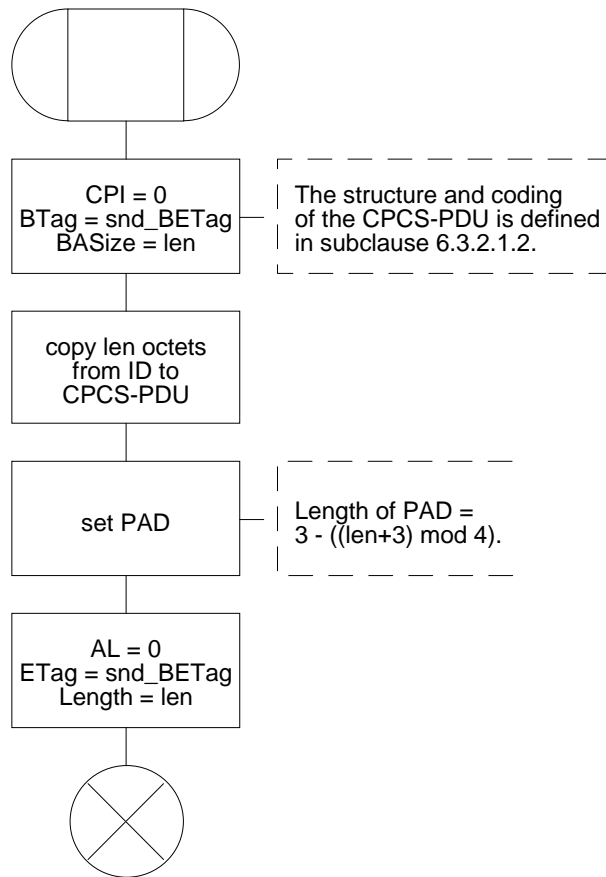 CPI = 0
BTag = snd_BETag
BASize = len
The structure and coding
of the CPCS-PDU is defined
in subclause 6.3.2.1.2.
copy len octets
from ID to
CPCS-PDU
set PAD
Length of PAD =
3 - ((len+3) mod 4).
AL = 0
ETag = snd_BETag
Length = len